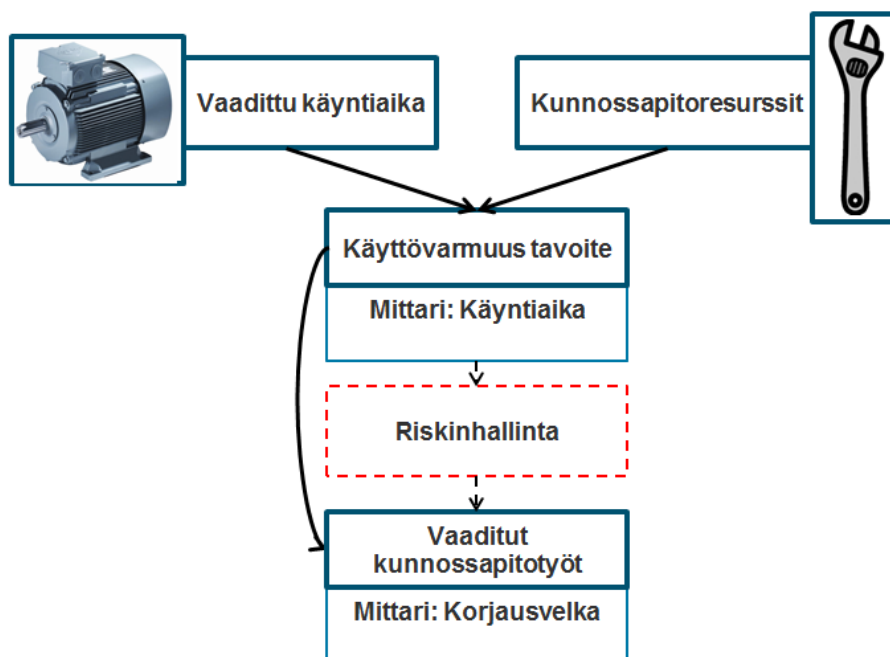 Vaadittu käyntiaika
Kunnossapitoresurssit
Käyttövarmuus tavoite
Mittari: Käyntiaika
Riskinhallinta
Vaaditut
kunnossapitotyöt
Mittari: Korjausvelka